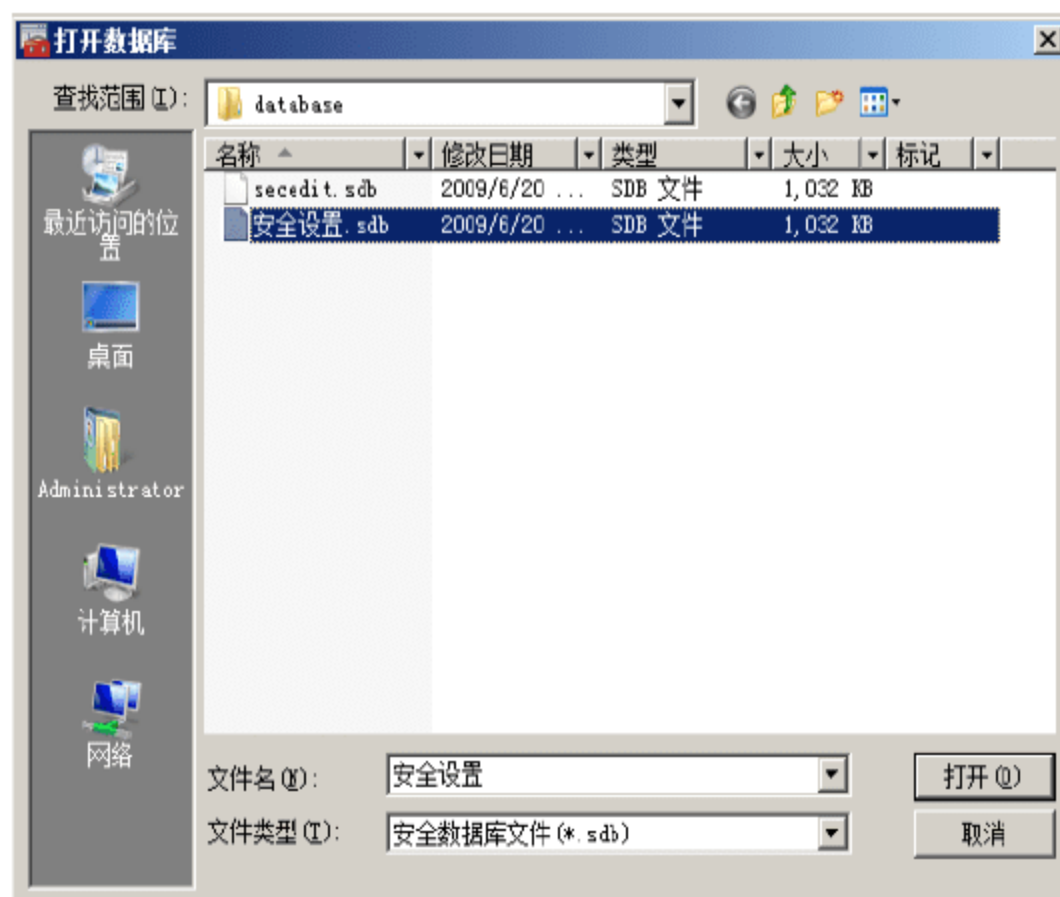 打开数据库
查找范围(I):
database
名称 修改日期 类型 大小 标记
secedit.sdb 2009/6/20 ... SDB 文件 1,032 KB
安全设置.sdb 2009/6/20 ... SDB 文件 1,032 KB
最近访问的位
置
桌面
Administrator
计算机
网络
文件名(N): 安全设置
打开(O)
文件类型(T): 安全数据库文件(*.sdb)
取消